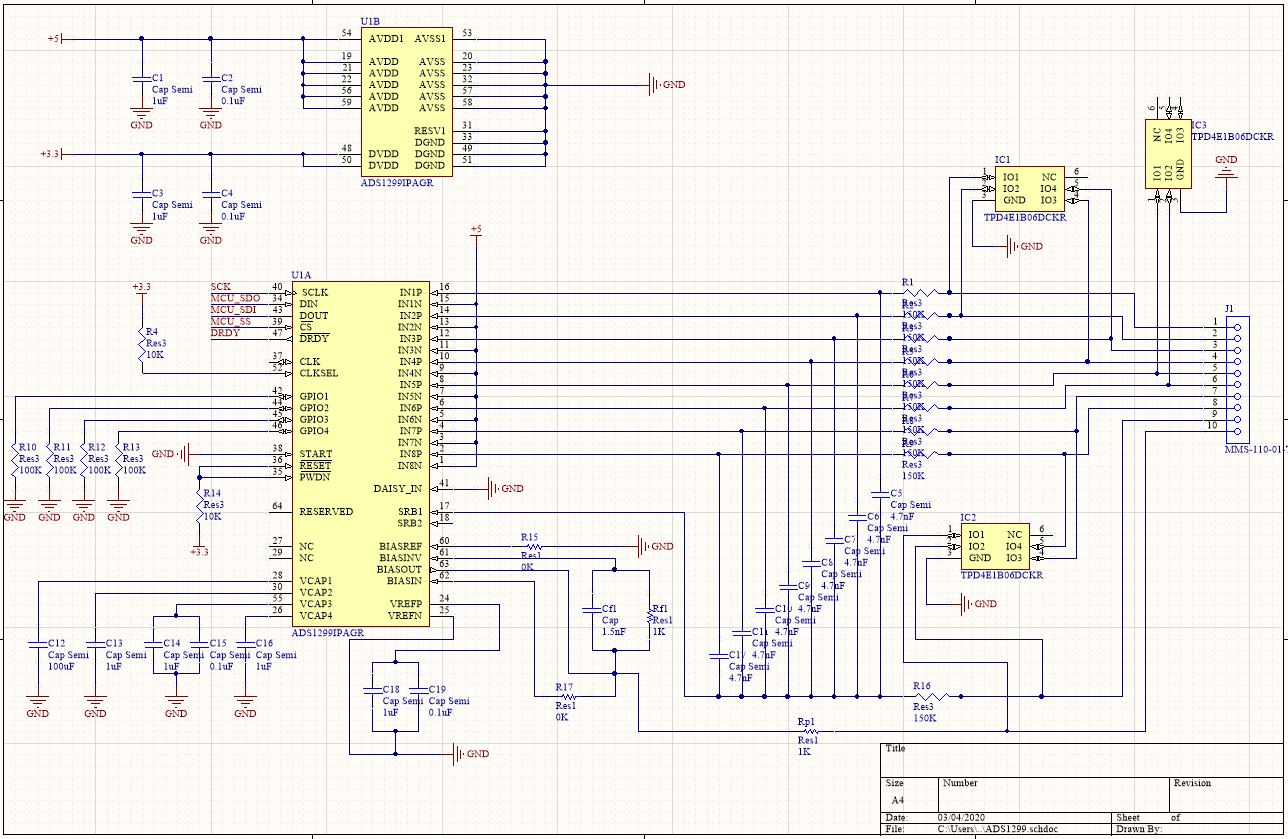 U1B
+5
54 AVDD1 AVSS1 53
19 AVDD AVSS 20
21 AVDD AVSS 23
22 AVDD AVSS 32
56 AVDD AVSS 57
59 AVDD AVSS 58
RESV1 31
DGND 33
48 DVDD DGND 49
50 DVDD DGND 51
ADS1299IPAGR
GND
C1
Cap Semi
1uF
GND
C2
Cap Semi
0.1uF
GND
+3.3
C3
Cap Semi
1uF
GND
C4
Cap Semi
0.1uF
GND
IC3
TPD4E1B06DCKR
6 5 4
NC IO4 IO3
IO1 IO2 GND
1 2 3
GND
IC1
1 IO1 NC 6
2 IO2 IO4 5
3 GND IO3 4
TPD4E1B06DCKR
GND
+5
+3.3
R4
Res3
10K
U1A
SCK 40 SCLK IN1P 16
MCU_SDO 34 DIN IN1N 15
MCU_SDI 43 DOUT IN2P 14
MCU_SS 39 CS IN2N 13
DRDY 47 DRDY IN3P 12
IN3N 11
37 CLK IN4P 10
52 CLKSEL IN4N 9
IN5P 8
42 GPIO1 IN5N 7
44 GPIO2 IN6P 6
45 GPIO3 IN6N 5
46 GPIO4 IN7P 4
IN7N 3
38 START IN8P 2
36 RESET IN8N 1
35 PWDN
DAISY_IN 41
GND
64 RESERVED SRB1 17
SRB2 18
27 NC BIASREF 60
29 NC BIASINV 61
BIASOUT 63
28 VCAP1 BIASIN 62
30 VCAP2
55 VCAP3 VREFP 24
26 VCAP4 VREFN 25
ADS1299IPAGR
GND
R10
Res3
100K
GND
R11
Res3
100K
GND
R12
Res3
100K
GND
R13
Res3
100K
GND
R14
Res3
10K
+3.3
R1
Res3
150K
Res3
150K
Res3
150K
Res3
150K
Res3
150K
Res3
150K
Res3
150K
Res3
150K
J1
1
2
3
4
5
6
7
8
9
10
MMS-110-01-
C5
Cap Semi
4.7nF
C6
Cap Semi
4.7nF
C7
Cap Semi
4.7nF
C8
Cap Semi
4.7nF
C9
Cap Semi
4.7nF
C10
Cap Semi
4.7nF
C11
Cap Semi
4.7nF
Cap Semi
4.7nF
IC2
1 IO1 NC 6
2 IO2 IO4 5
3 GND IO3 4
TPD4E1B06DCKR
GND
R15
Res1
0K
GND
Cf1
Cap
1.5nF
Rf1
Res1
1K
C12
Cap Semi
100uF
GND
C13
Cap Semi
1uF
C14
Cap Semi
1uF
C15
Cap Semi
0.1uF
C16
Cap Semi
1uF
GND
GND
GND
C18
Cap Semi
1uF
C19
Cap Semi
0.1uF
GND
R17
Res1
0K
R16
Res3
150K
Rp1
Res1
1K
Title
Size
A4
Number
Revision
Date: 03/04/2020
Sheet of
File: C:\Users\..\ADS1299.schdoc
Drawn By: